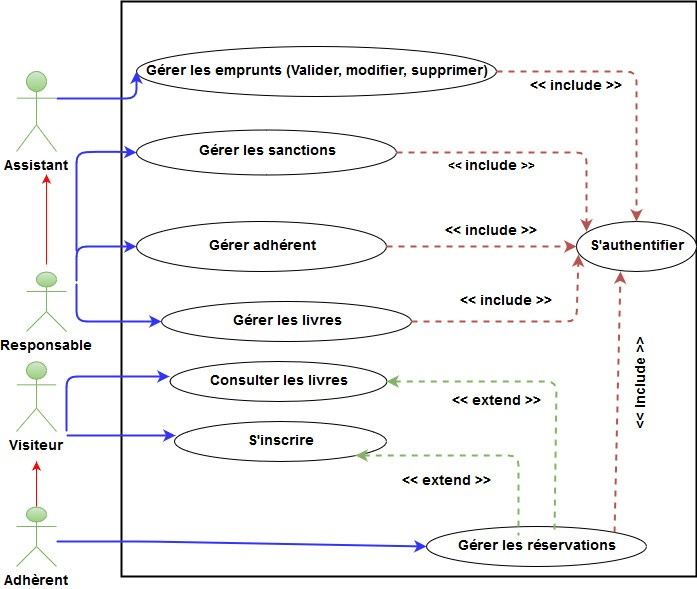 Gérer les emprunts (Valider, modifier, supprimer)
<< include >>
Assistant
Gérer les sanctions
<< include >>
Gérer adhérent
<< include >>
S'authentifier
Gérer les livres
<< include >>
Responsable
Consulter les livres
<< extend >>
<< Include >>
Visiteur
S'inscrire
<< extend >>
Gérer les réservations
Adhèrent